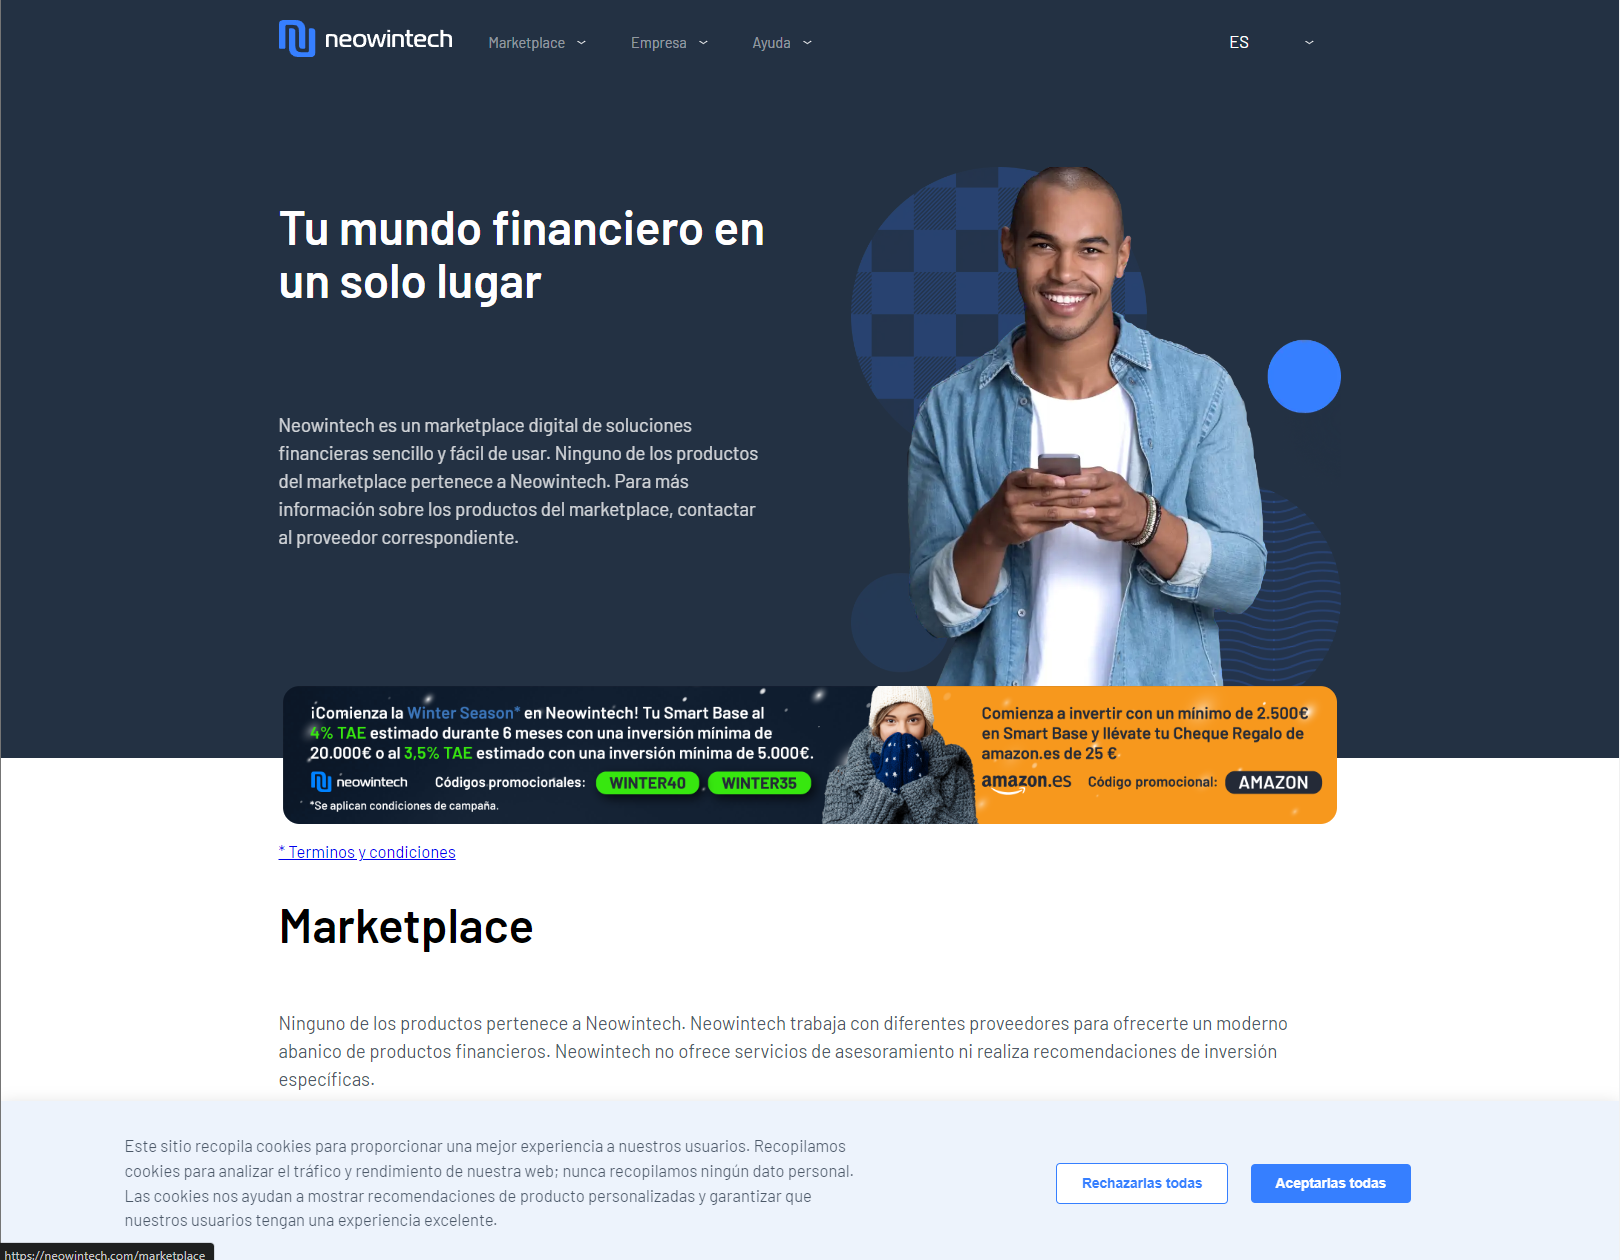 neowintech
Marketplace
Empresa
Ayuda
ES
Tu mundo financiero en
un solo lugar
Neowintech es un marketplace digital de soluciones
financieras sencillo y fácil de usar. Ninguno de los productos
del marketplace pertenece a Neowintech. Para más
información sobre los productos del marketplace, contactar
al proveedor correspondiente.
¡Comienza la Winter Season* en Neowintech! Tu Smart Base al
4% TAE estimado durante 6 meses con una inversión mínima de
20.000€ o al 3,5% TAE estimado con una inversión mínima de 5.000€.
neowintech
Códigos promocionales: WINTER40 , WINTER35
*Se aplican condiciones de campaña.
Comienza a invertir con un mínimo de 2.500€
en Smart Base y llévate tu Cheque Regalo de
amazon.es de 25 €
amazon.es
Código promocional: AMAZON
* Terminos y condiciones
Marketplace
Ninguno de los productos pertenece a Neowintech. Neowintech trabaja con diferentes proveedores para ofrecerte un moderno
abanico de productos financieros. Neowintech no ofrece servicios de asesoramiento ni realiza recomendaciones de inversión
específicas.
Este sitio recopila cookies para proporcionar una mejor experiencia a nuestros usuarios. Recopilamos
cookies para analizar el tráfico y rendimiento de nuestra web; nunca recopilamos ningún dato personal.
Las cookies nos ayudan a mostrar recomendaciones de producto personalizadas y garantizar que
nuestros usuarios tengan una experiencia excelente.
Rechazarlas todas
Aceptarlas todas
https://neowintech.com/marketplace